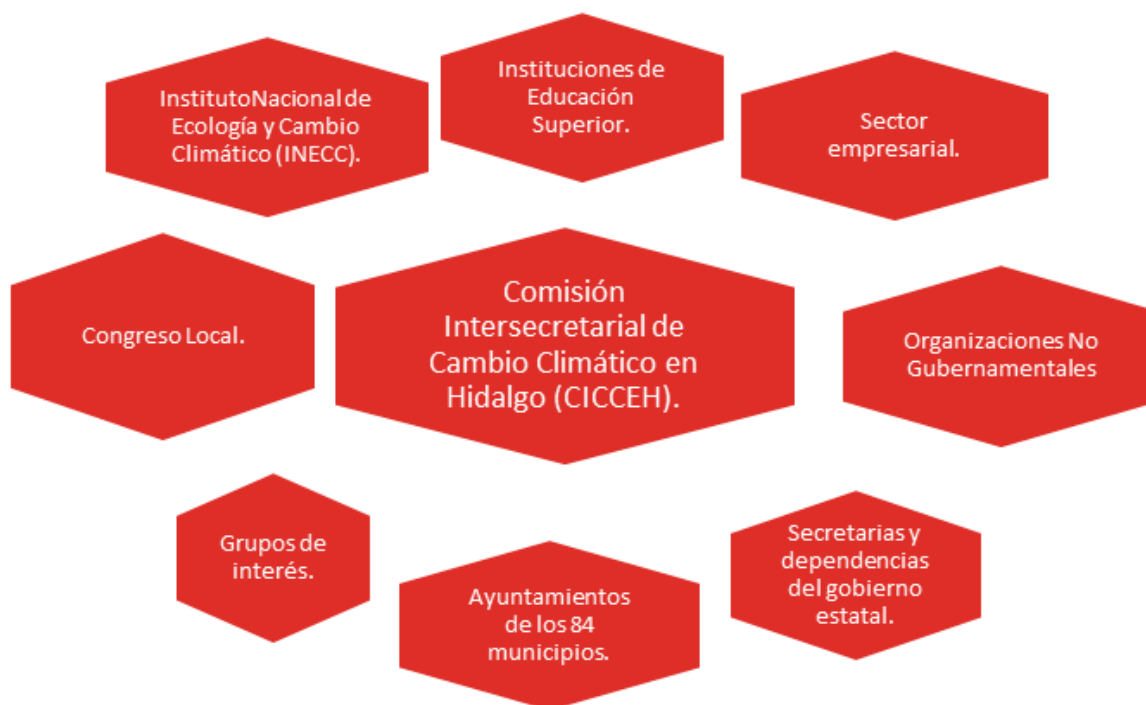 InstitutoNacional de
Ecología y Cambio
Climático (INECC).
Instituciones de
Educación
Superior.
Sector
empresarial.
Congreso Local.
Comisión
Intersecretarial de
Cambio Climático en
Hidalgo (CICCEH).
Organizaciones No
Gubernamentales
Grupos de
interés.
Ayuntamientos
de los 84
municipios.
Secretarias y
dependencias
del gobierno
estatal.